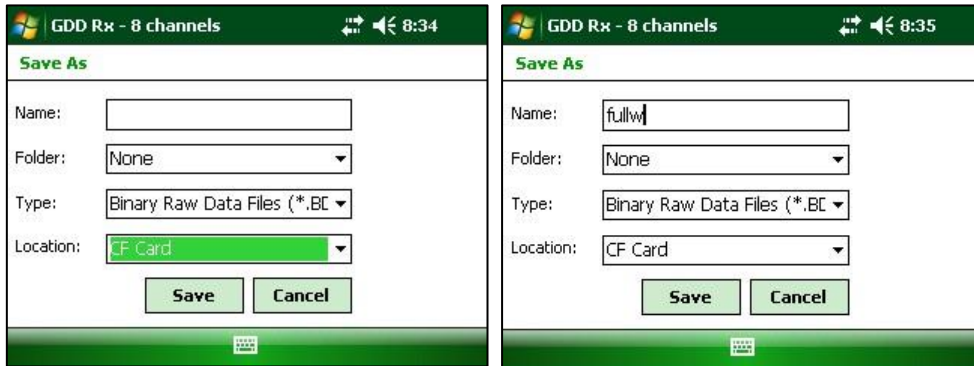 GDD Rx - 8 channels 8:34
Save As
Name:
Folder: None
Type: Binary Raw Data Files (*.BD
Location: CF Card
Save Cancel
GDD Rx - 8 channels 8:35
Save As
Name: fullw
Folder: None
Type: Binary Raw Data Files (*.BD
Location: CF Card
Save Cancel